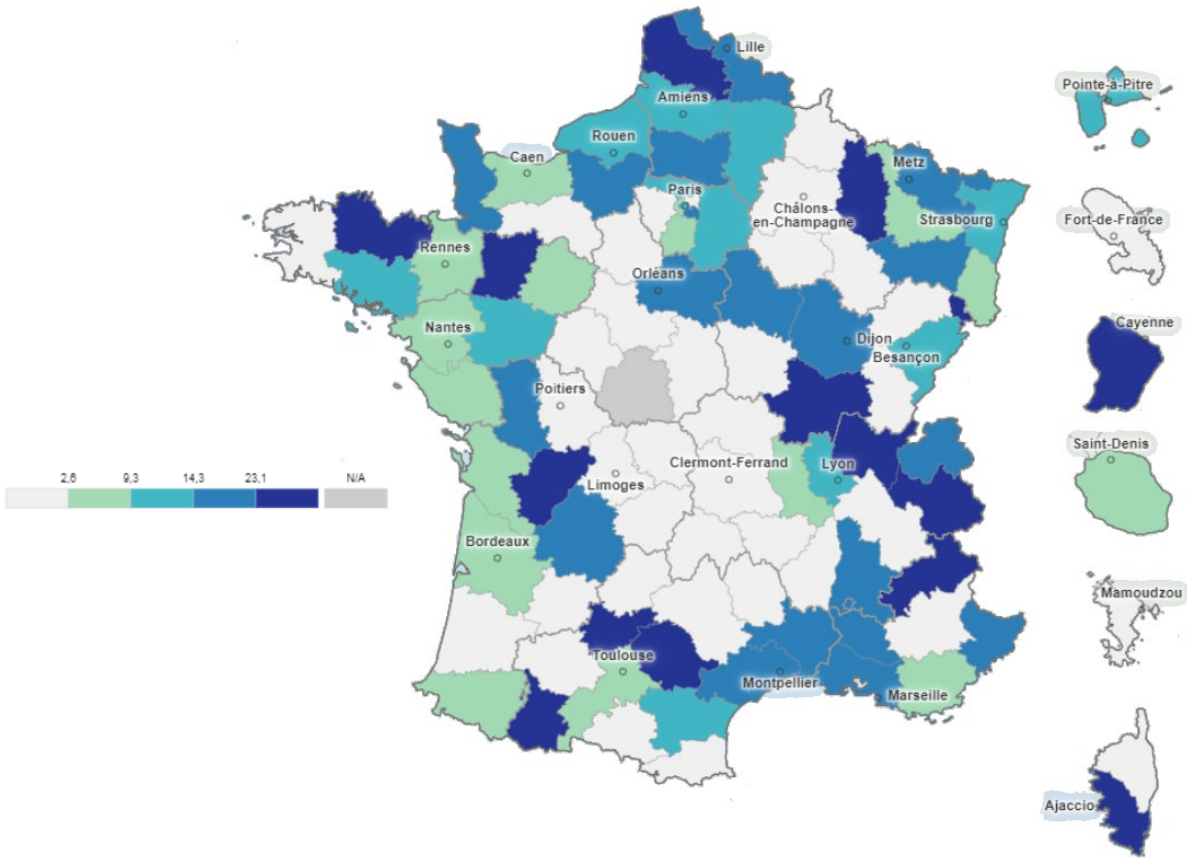 Lille
Pointe-à-Pitre
Amiens
Rouen
Caen
Metz
Paris
Châlons-
en-Champagne
Strasbourg
Fort-de-France
Rennes
Orléans
Nantes
Dijon
Besançon
Cayenne
Poitiers
Saint-Denis
Clermont-Ferrand
Lyon
2,6 9,3 14,3 23,1 N/A
Limoges
Bordeaux
Mamoudzou
Toulouse
Montpellier
Marseille
Ajaccio